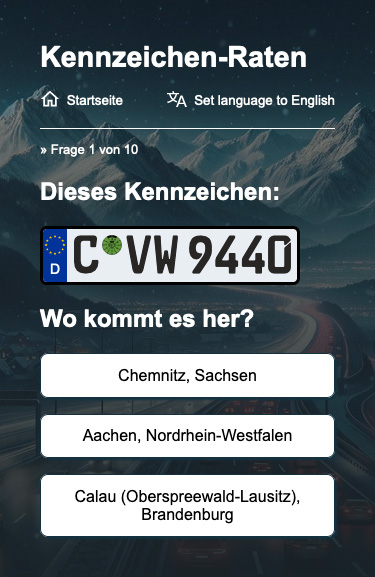 Kennzeichen-Raten
Startseite
Set language to English
» Frage 1 von 10
Dieses Kennzeichen:
D
C VW 9440
Wo kommt es her?
Chemnitz, Sachsen
Aachen, Nordrhein-Westfalen
Calau (Oberspreewald-Lausitz),
Brandenburg